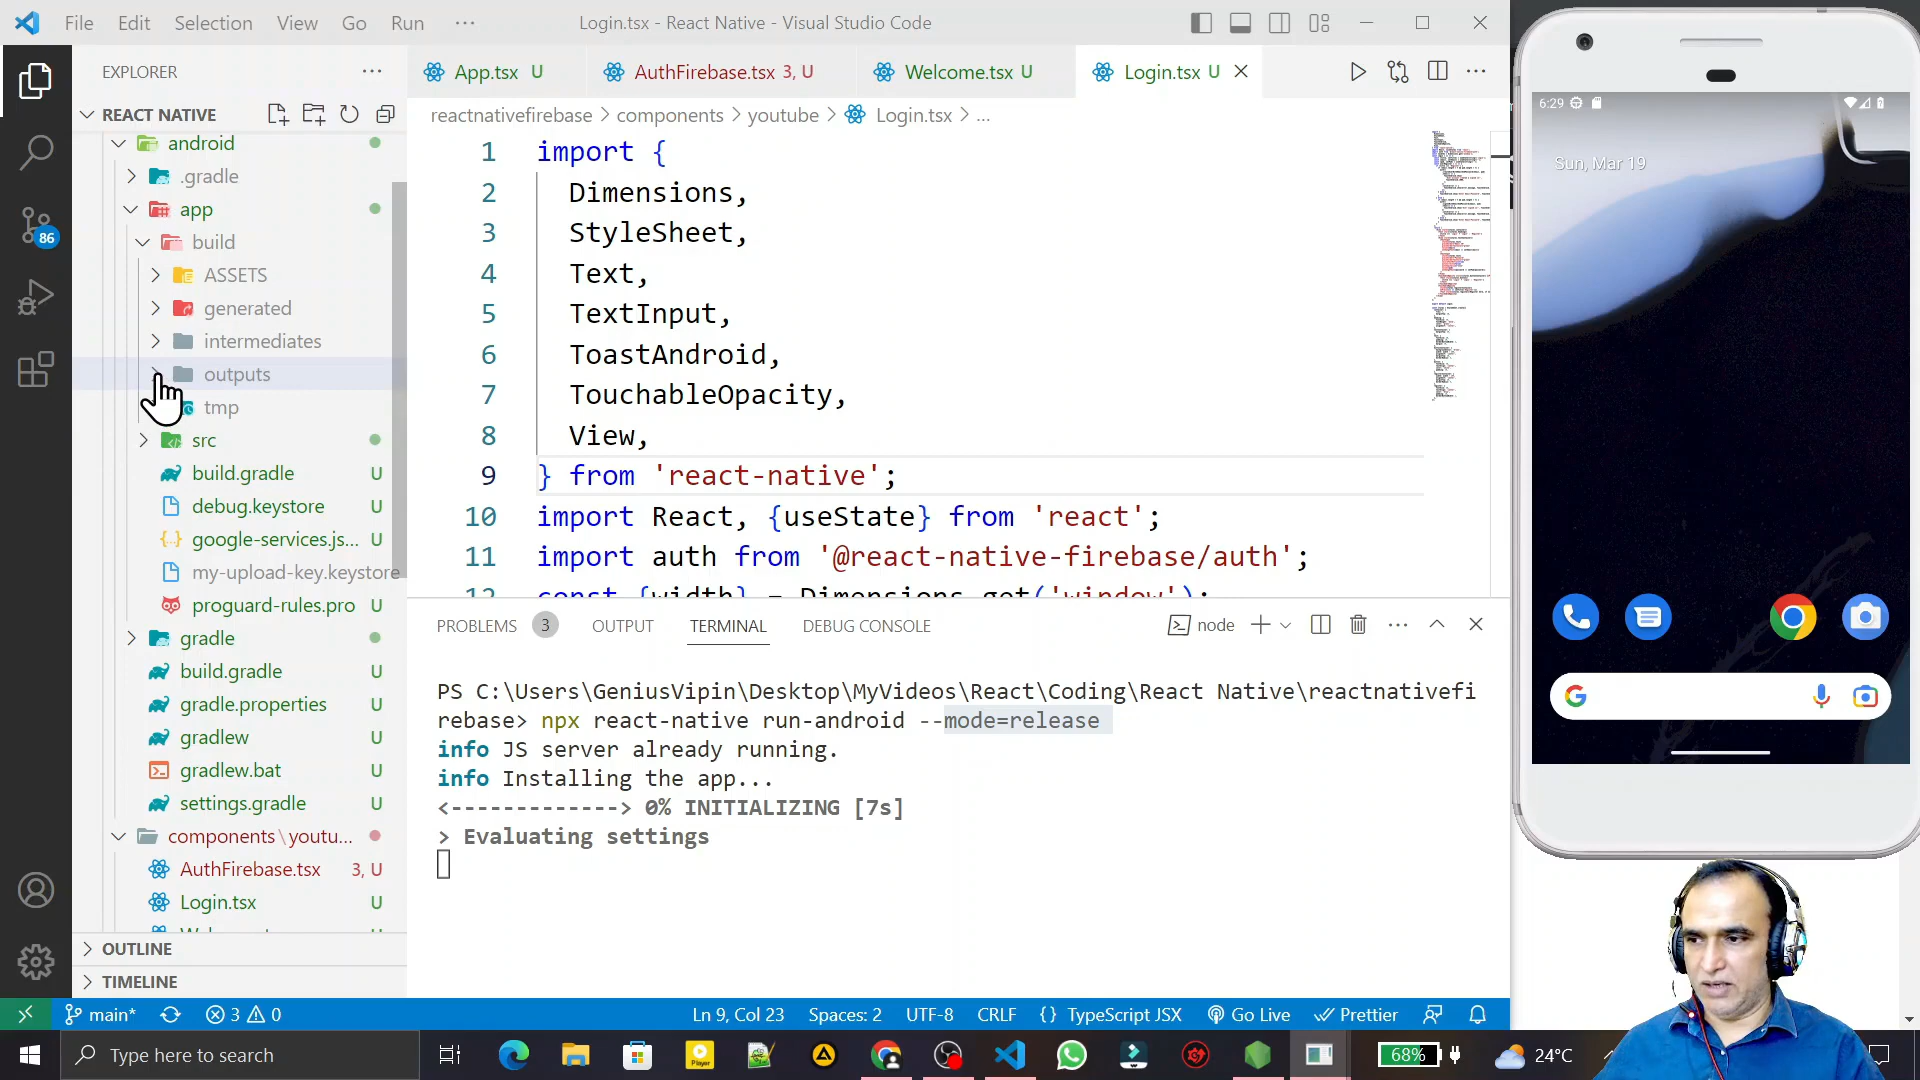 File Edit Selection View Go Run ··· Login.tsx - React Native - Visual Studio Code
EXPLORER ···
REACT NATIVE
android
.gradle
app
build
ASSETS
generated
intermediates
outputs
tmp
src
build.gradle U
debug.keystore U
google-services.js... U
my-upload-key.keystore
proguard-rules.pro U
gradle
build.gradle U
gradle.properties U
gradlew U
gradlew.bat U
settings.gradle U
components\youtu...
AuthFirebase.tsx 3, U
Login.tsx U
OUTLINE
TIMELINE
86
App.tsx U AuthFirebase.tsx 3, U Welcome.tsx U Login.tsx U
reactnativefirebase > components > youtube > Login.tsx > ...
1 import {
2 Dimensions,
3 StyleSheet,
4 Text,
5 TextInput,
6 ToastAndroid,
7 TouchableOpacity,
8 View,
9 } from 'react-native';
10 import React, {useState} from 'react';
11 import auth from '@react-native-firebase/auth';
12 const {width} = Dimensions.get('window');
PROBLEMS 3 OUTPUT TERMINAL DEBUG CONSOLE node
PS C:\Users\GeniusVipin\Desktop\MyVideos\React\Coding\React Native\reactnativefi
rebase> npx react-native run-android --mode=release
info JS server already running.
info Installing the app...
<-------------> 0% INITIALIZING [7s]
> Evaluating settings
main* 3 0 Ln 9, Col 23 Spaces: 2 UTF-8 CRLF {} TypeScript JSX Go Live Prettier
Type here to search
Player
68%
24°C
6:29
Sun, Mar 19